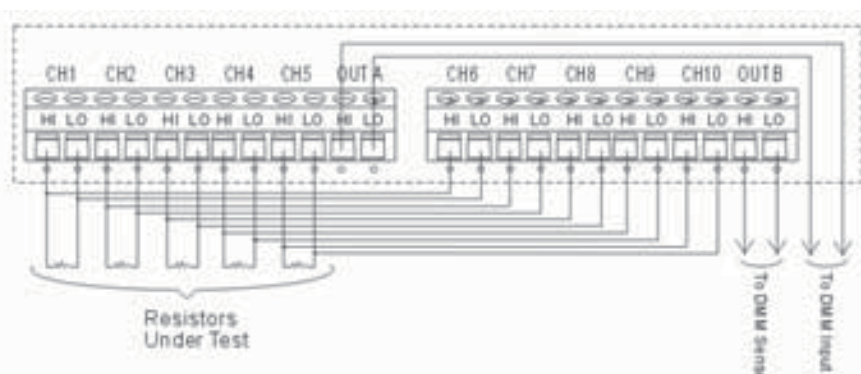 CH1 CH2 CH3 CH4 CH5 OUT A CH6 CH7 CH8 CH9 CH10 OUT B
HI LO HI LO HI LO HI LO HI LO HI LO HI LO HI LO HI LO HI LO HI LO HI LO
Resistors
Under Test
To DMM Sense
To DMM Input